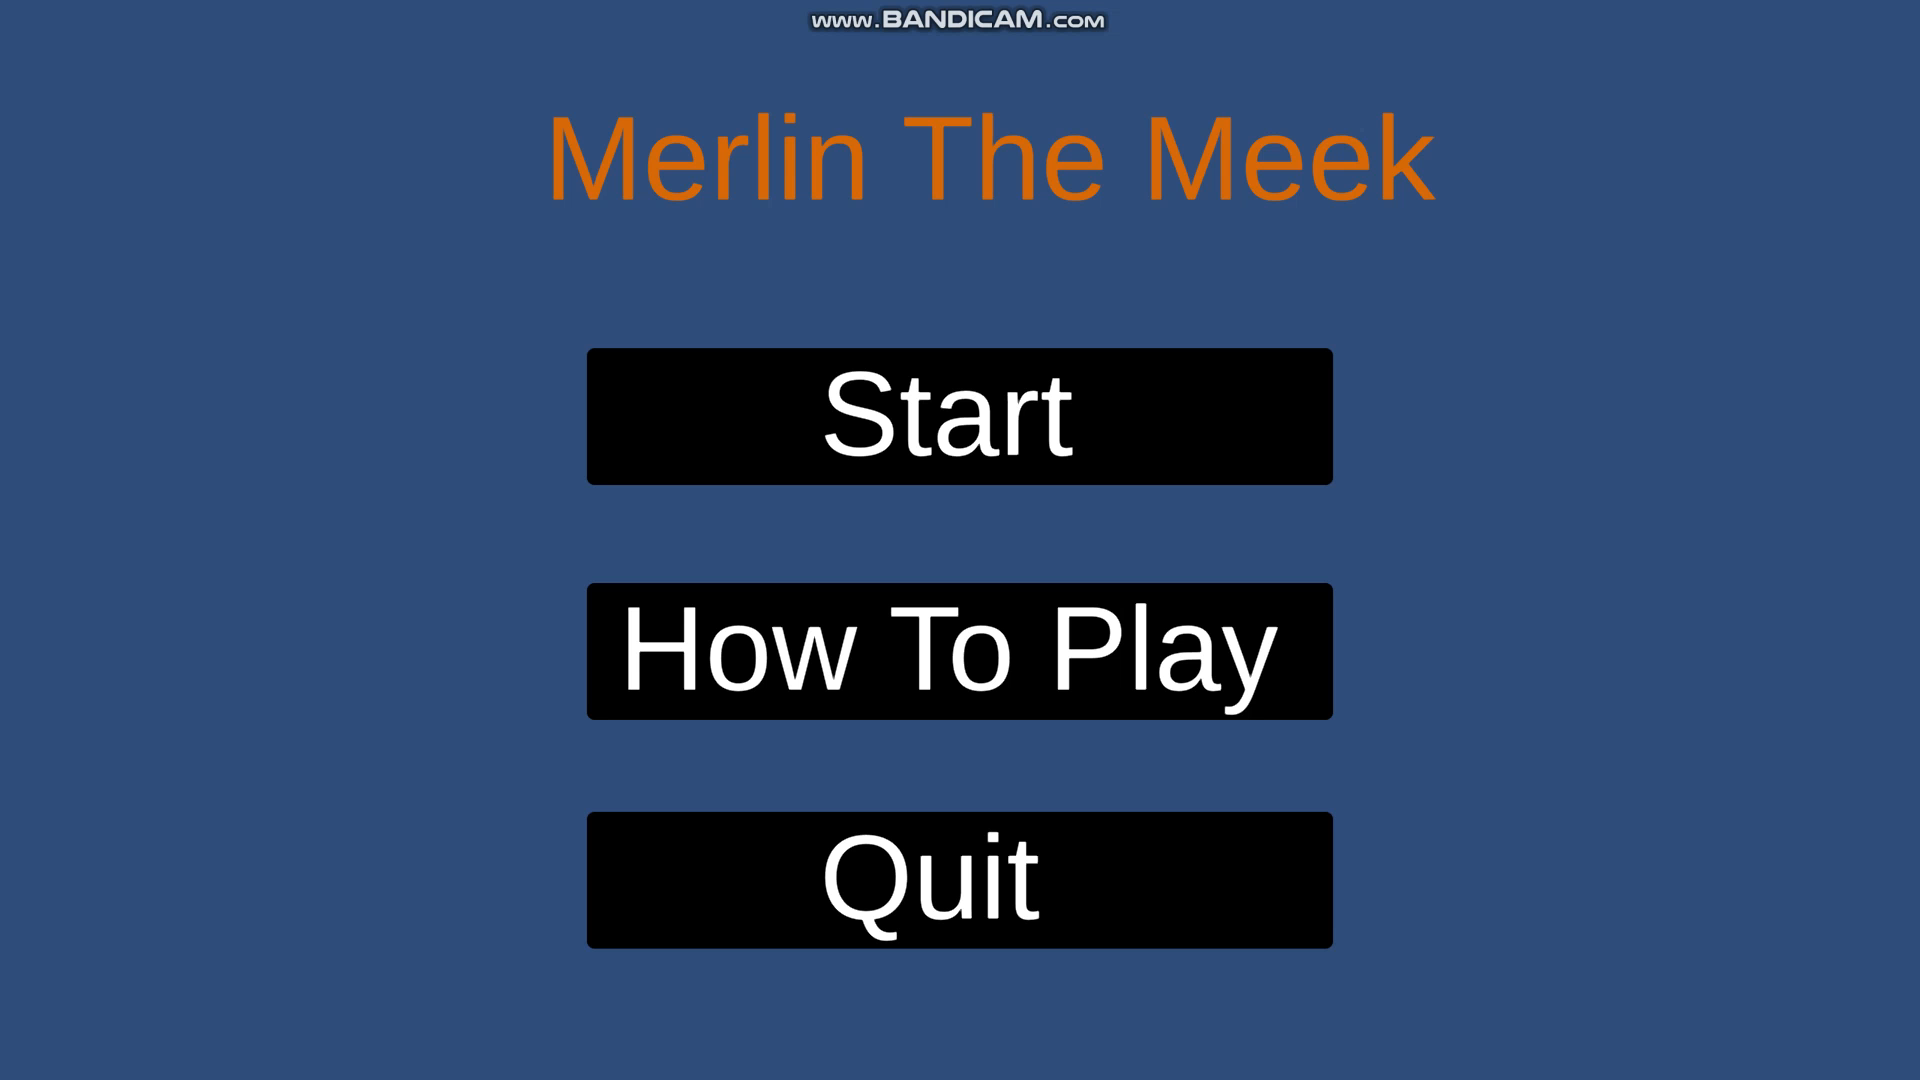 www.BANDICAM.com
Merlin The Meek
Start
How To Play
Quit